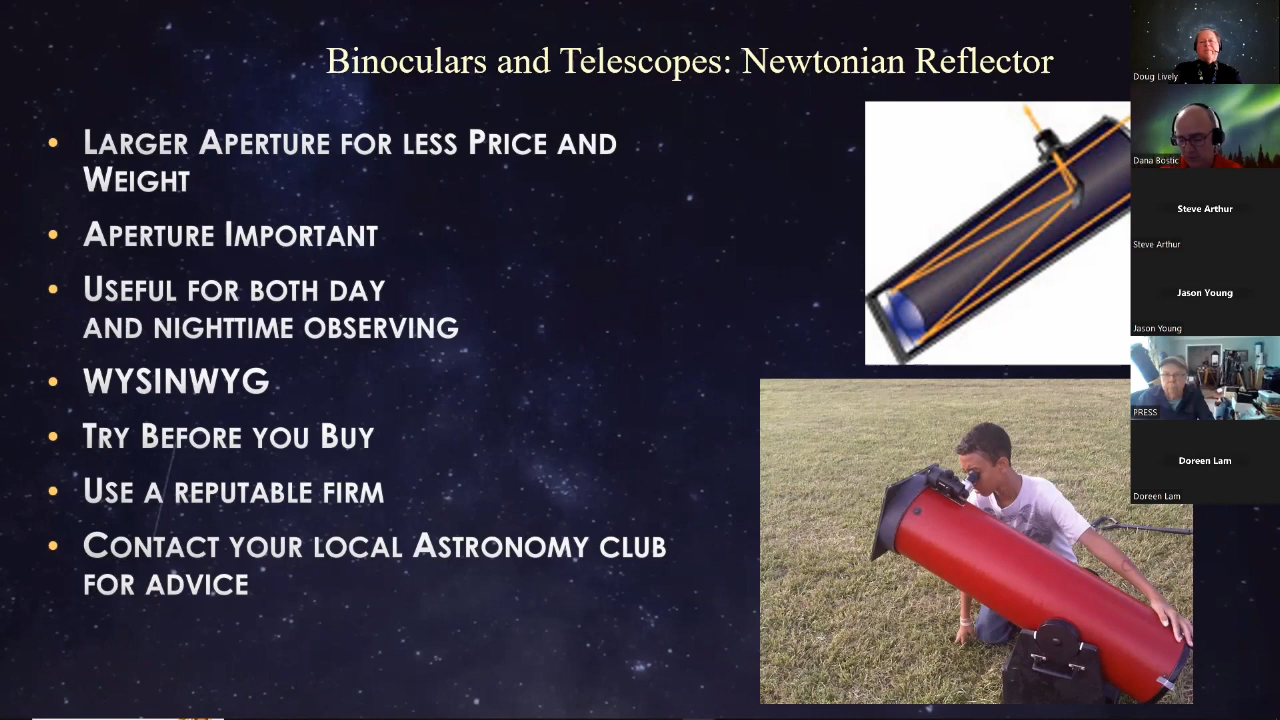 Binoculars and Telescopes: Newtonian Reflector
• Larger Aperture for less Price and
Weight
• Aperture Important
• Useful for both day
and nighttime observing
• WYSINWYG
• Try Before you Buy
• Use a reputable firm
• Contact your local Astronomy club
for advice
Doug Lively
Dana Bostic
Steve Arthur
Steve Arthur
Jason Young
Jason Young
PRESS
Doreen Lam
Doreen Lam